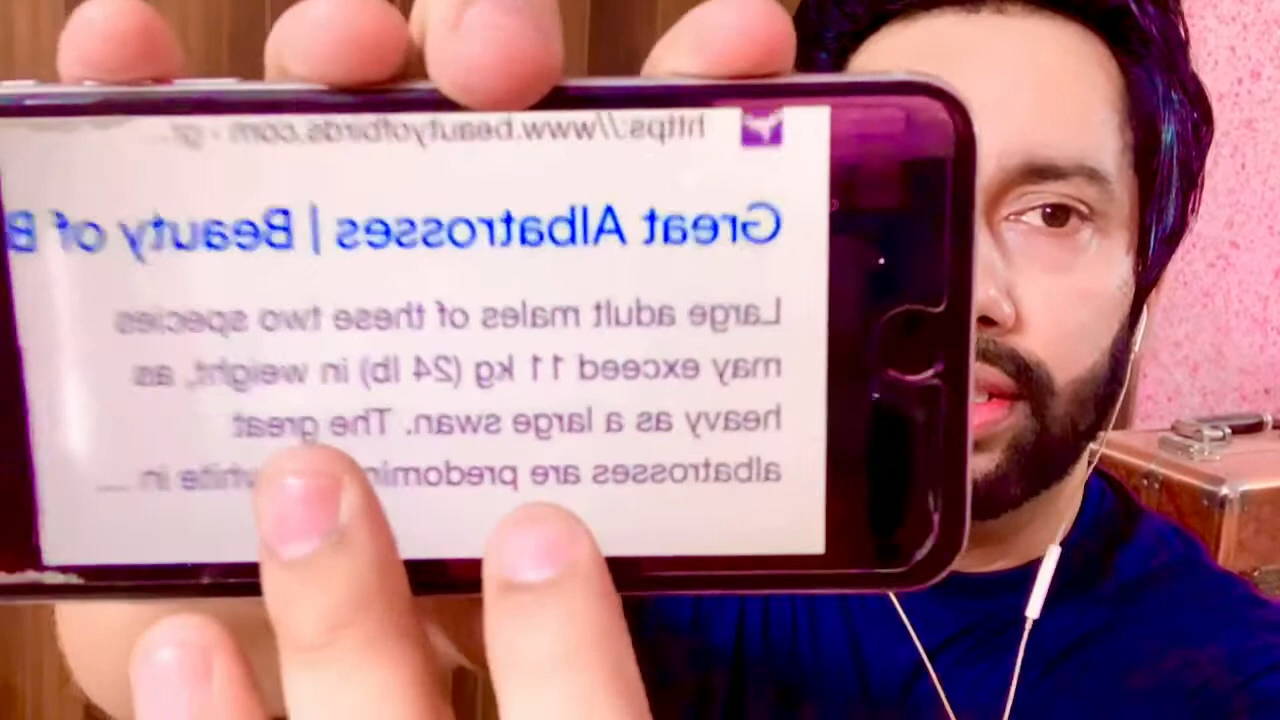 https://www.beautyofbirds.com › gr...
Great Albatrosses | Beauty of B
Large adult males of these two species
may exceed 11 kg (24 lb) in weight, as
heavy as a large swan. The great
albatrosses are predomin white in ...